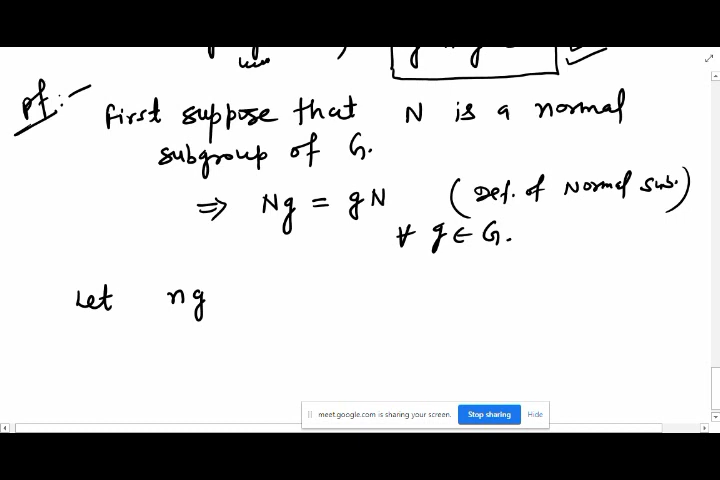 pf:-
First suppose that N is a normal
subgroup of G.
⇒ Ng = gN (Def. of Normal sub.)
∀ g ∈ G.
Let ng
meet.google.com is sharing your screen. Stop sharing Hide